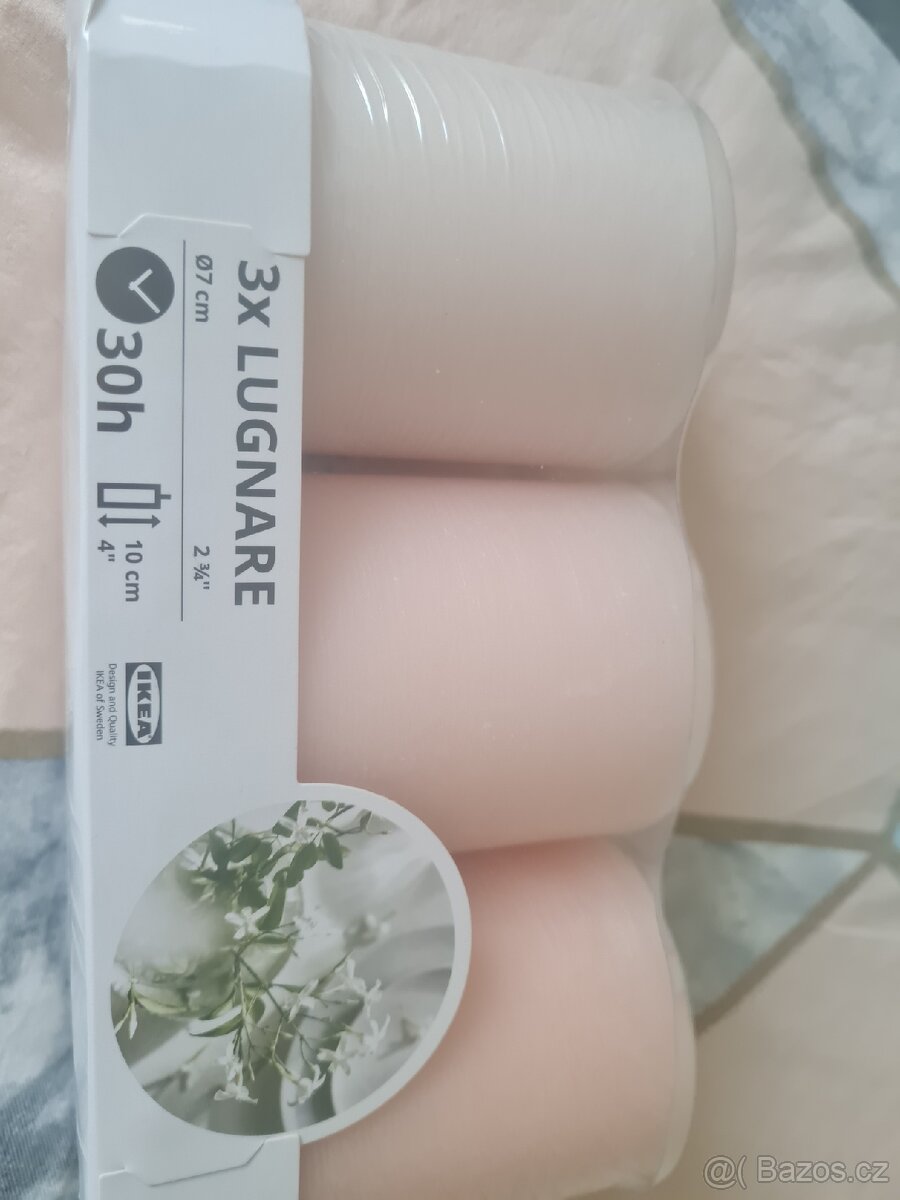 3x LUGNARE
Ø7 cm 2 ¾"
30h
10 cm
4"
IKEA
Design and Quality
IKEA of Sweden
@( Bazos.cz